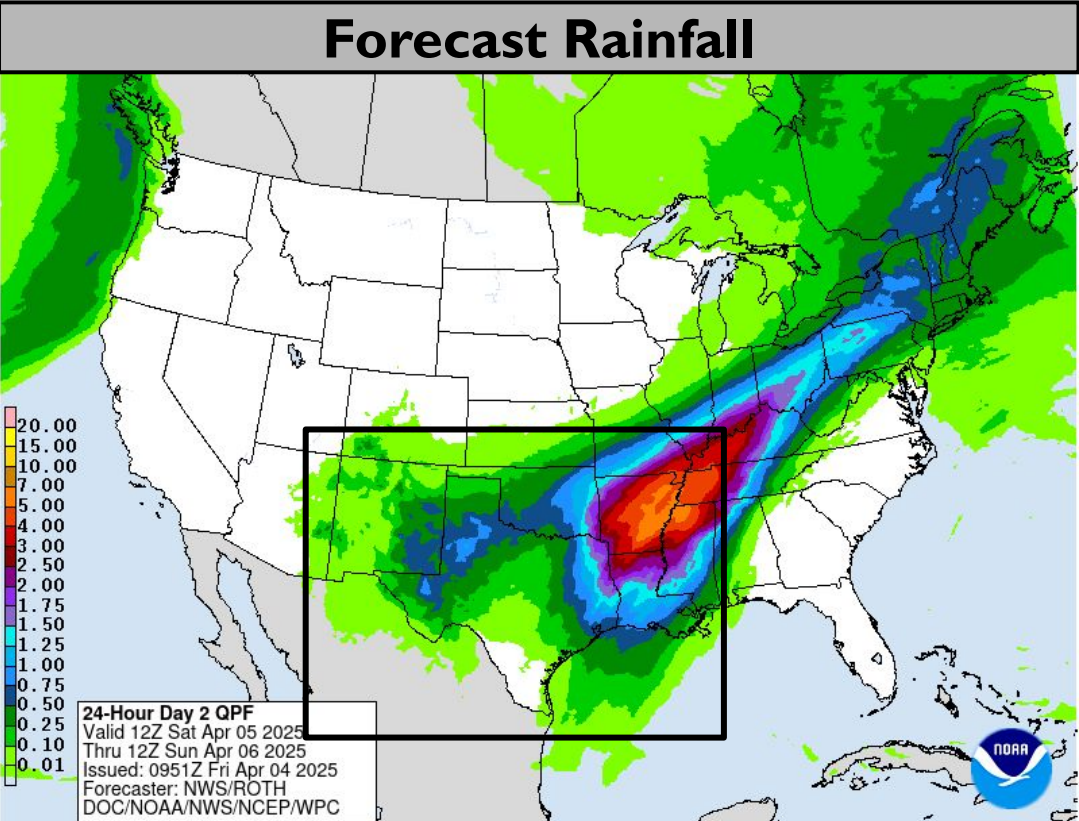 Forecast Rainfall
20.00
15.00
10.00
7.00
5.00
4.00
3.00
2.50
2.00
1.75
1.50
1.25
1.00
0.75
0.50
0.25
0.10
0.01
24-Hour Day 2 QPF
Valid 12Z Sat Apr 05 2025
Thru 12Z Sun Apr 06 2025
Issued: 0951Z Fri Apr 04 2025
Forecaster: NWS/ROTH
DOC/NOAA/NWS/NCEP/WPC
NOAA